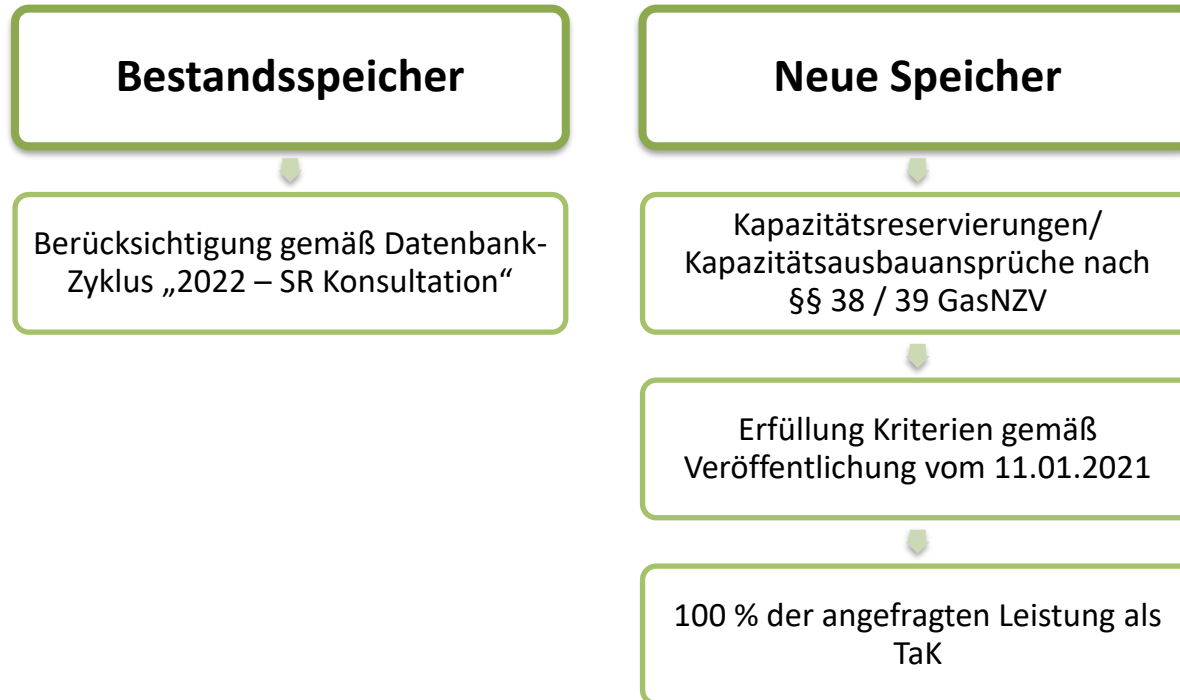 Bestandsspeicher
Berücksichtigung gemäß Datenbank-
Zyklus „2022 – SR Konsultation“
Neue Speicher
Kapazitätsreservierungen/
Kapazitätsausbauansprüche nach
§§ 38 / 39 GasNZV
Erfüllung Kriterien gemäß
Veröffentlichung vom 11.01.2021
100 % der angefragten Leistung als
TaK